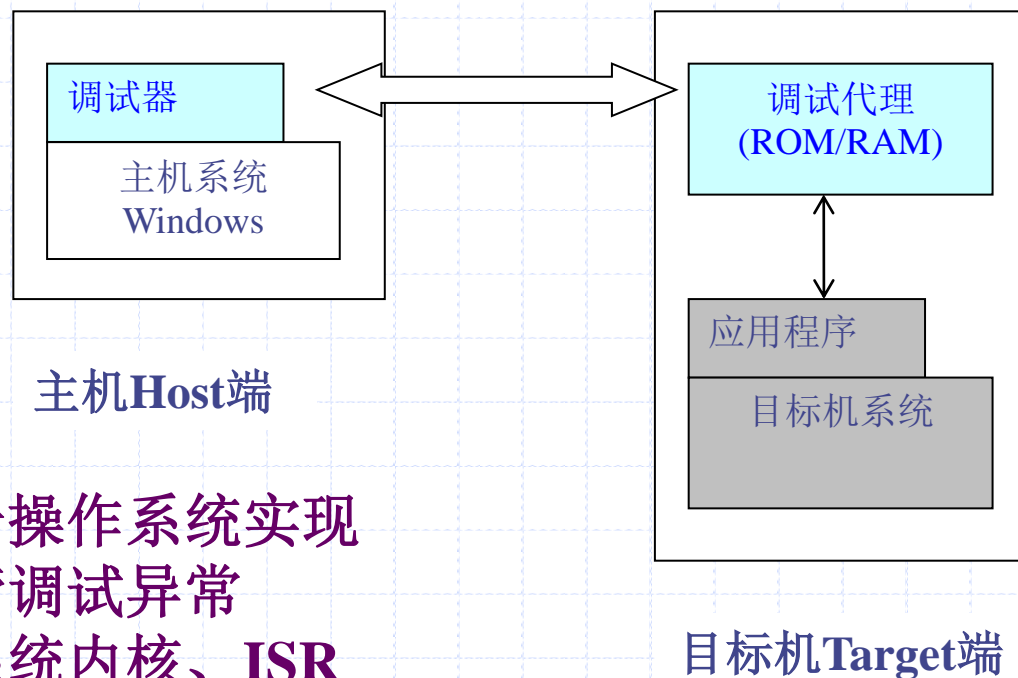 调试器
主机系统
Windows
主机Host端
调试代理
(ROM/RAM)
应用程序
目标机系统
操作系统实现
调试异常
统内核、ISR
目标机Target端